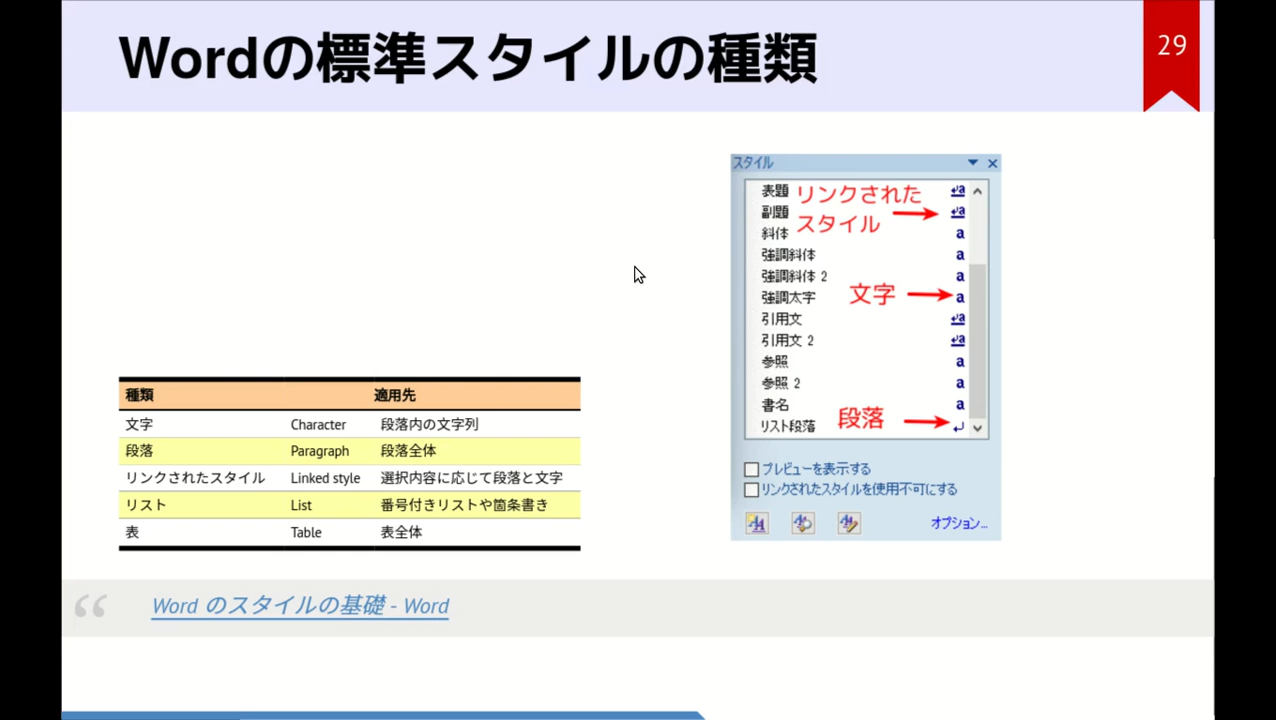 Wordの標準スタイルの種類
29
種類 適用先
文字 Character 段落内の文字列
段落 Paragraph 段落全体
リンクされたスタイル Linked style 選択内容に応じて段落と文字
リスト List 番号付きリストや箇条書き
表 Table 表全体
スタイル
表題 a
副題 a
斜体 a
強調斜体 a
強調斜体 2 a
強調太字 a
引用文 a
引用文 2 a
参照 a
参照 2 a
書名 a
リスト段落
リンクされた
スタイル
文字
段落
プレビューを表示する
リンクされたスタイルを使用不可にする
オプション...
“ Word のスタイルの基礎 - Word